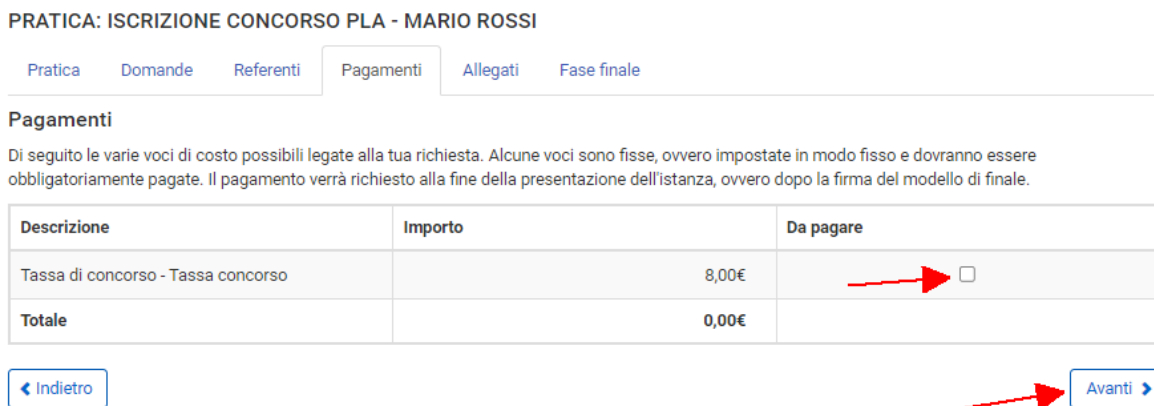 PRATICA: ISCRIZIONE CONCORSO PLA - MARIO ROSSI
Pratica Domande Referenti Pagamenti Allegati Fase finale
Pagamenti
Di seguito le varie voci di costo possibili legate alla tua richiesta. Alcune voci sono fisse, ovvero impostate in modo fisso e dovranno essere
obbligatoriamente pagate. Il pagamento verrà richiesto alla fine della presentazione dell'istanza, ovvero dopo la firma del modello di finale.
Descrizione Importo Da pagare
Tassa di concorso - Tassa concorso 8,00€
Totale 0,00€
Indietro Avanti